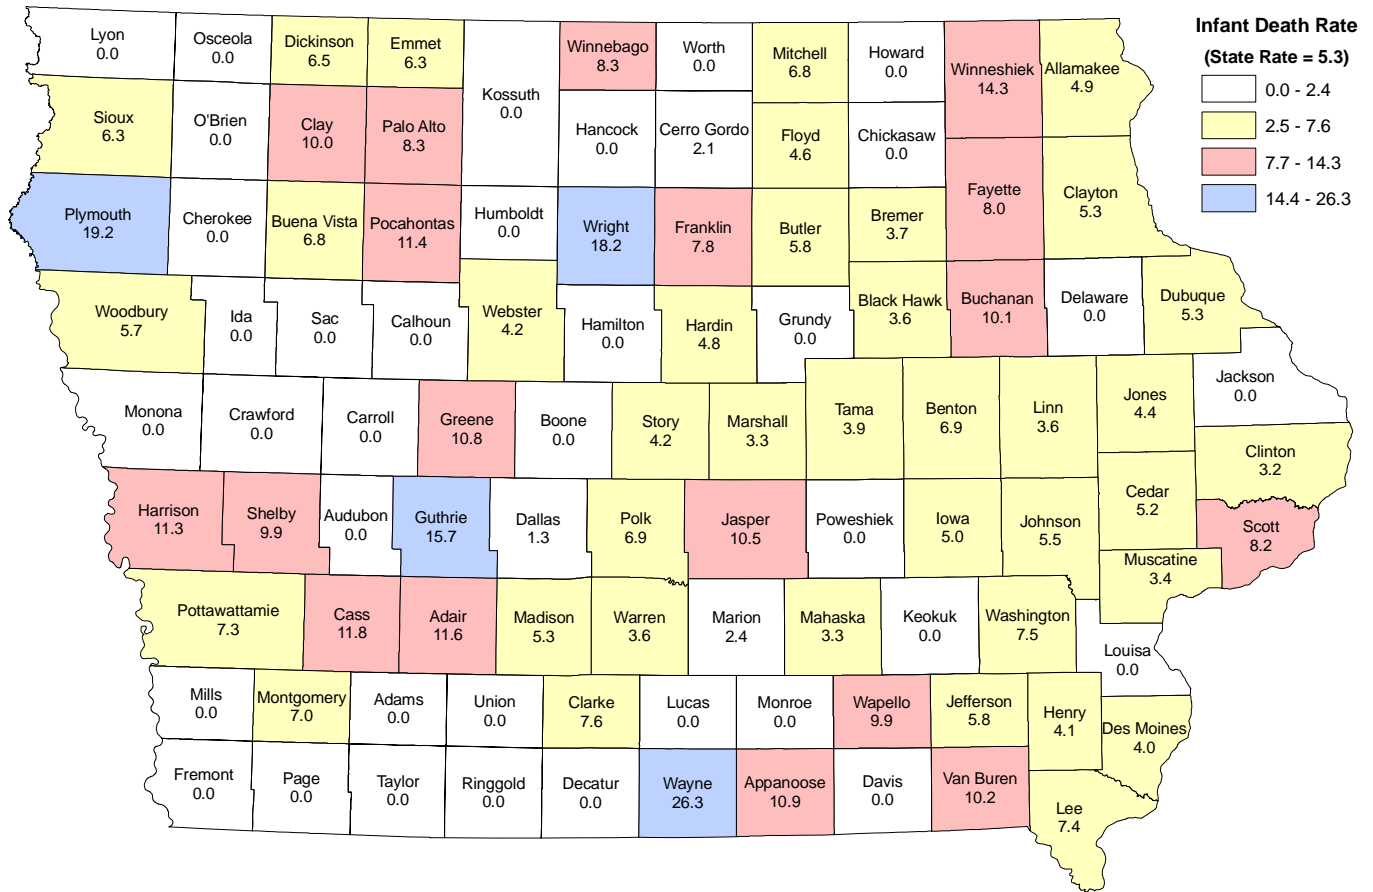 Infant Death Rate
(State Rate = 5.3)
0.0 - 2.4
2.5 - 7.6
7.7 - 14.3
14.4 - 26.3
Lyon
0.0
Osceola
0.0
Dickinson
6.5
Emmet
6.3
Kossuth
0.0
Winnebago
8.3
Worth
0.0
Mitchell
6.8
Howard
0.0
Winneshiek
14.3
Allamakee
4.9
Sioux
6.3
O'Brien
0.0
Clay
10.0
Palo Alto
8.3
Hancock
0.0
Cerro Gordo
2.1
Floyd
4.6
Chickasaw
0.0
Plymouth
19.2
Cherokee
0.0
Buena Vista
6.8
Pocahontas
11.4
Humboldt
0.0
Wright
18.2
Franklin
7.8
Butler
5.8
Bremer
3.7
Fayette
8.0
Clayton
5.3
Woodbury
5.7
Ida
0.0
Sac
0.0
Calhoun
0.0
Webster
4.2
Hamilton
0.0
Hardin
4.8
Grundy
0.0
Black Hawk
3.6
Buchanan
10.1
Delaware
0.0
Dubuque
5.3
Monona
0.0
Crawford
0.0
Carroll
0.0
Greene
10.8
Boone
0.0
Story
4.2
Marshall
3.3
Tama
3.9
Benton
6.9
Linn
3.6
Jones
4.4
Jackson
0.0
Clinton
3.2
Harrison
11.3
Shelby
9.9
Audubon
0.0
Guthrie
15.7
Dallas
1.3
Polk
6.9
Jasper
10.5
Poweshiek
0.0
Iowa
5.0
Johnson
5.5
Cedar
5.2
Scott
8.2
Muscatine
3.4
Pottawattamie
7.3
Cass
11.8
Adair
11.6
Madison
5.3
Warren
3.6
Marion
2.4
Mahaska
3.3
Keokuk
0.0
Washington
7.5
Louisa
0.0
Mills
0.0
Montgomery
7.0
Adams
0.0
Union
0.0
Clarke
7.6
Lucas
0.0
Monroe
0.0
Wapello
9.9
Jefferson
5.8
Henry
4.1
Des Moines
4.0
Fremont
0.0
Page
0.0
Taylor
0.0
Ringgold
0.0
Decatur
0.0
Wayne
26.3
Appanoose
10.9
Davis
0.0
Van Buren
10.2
Lee
7.4